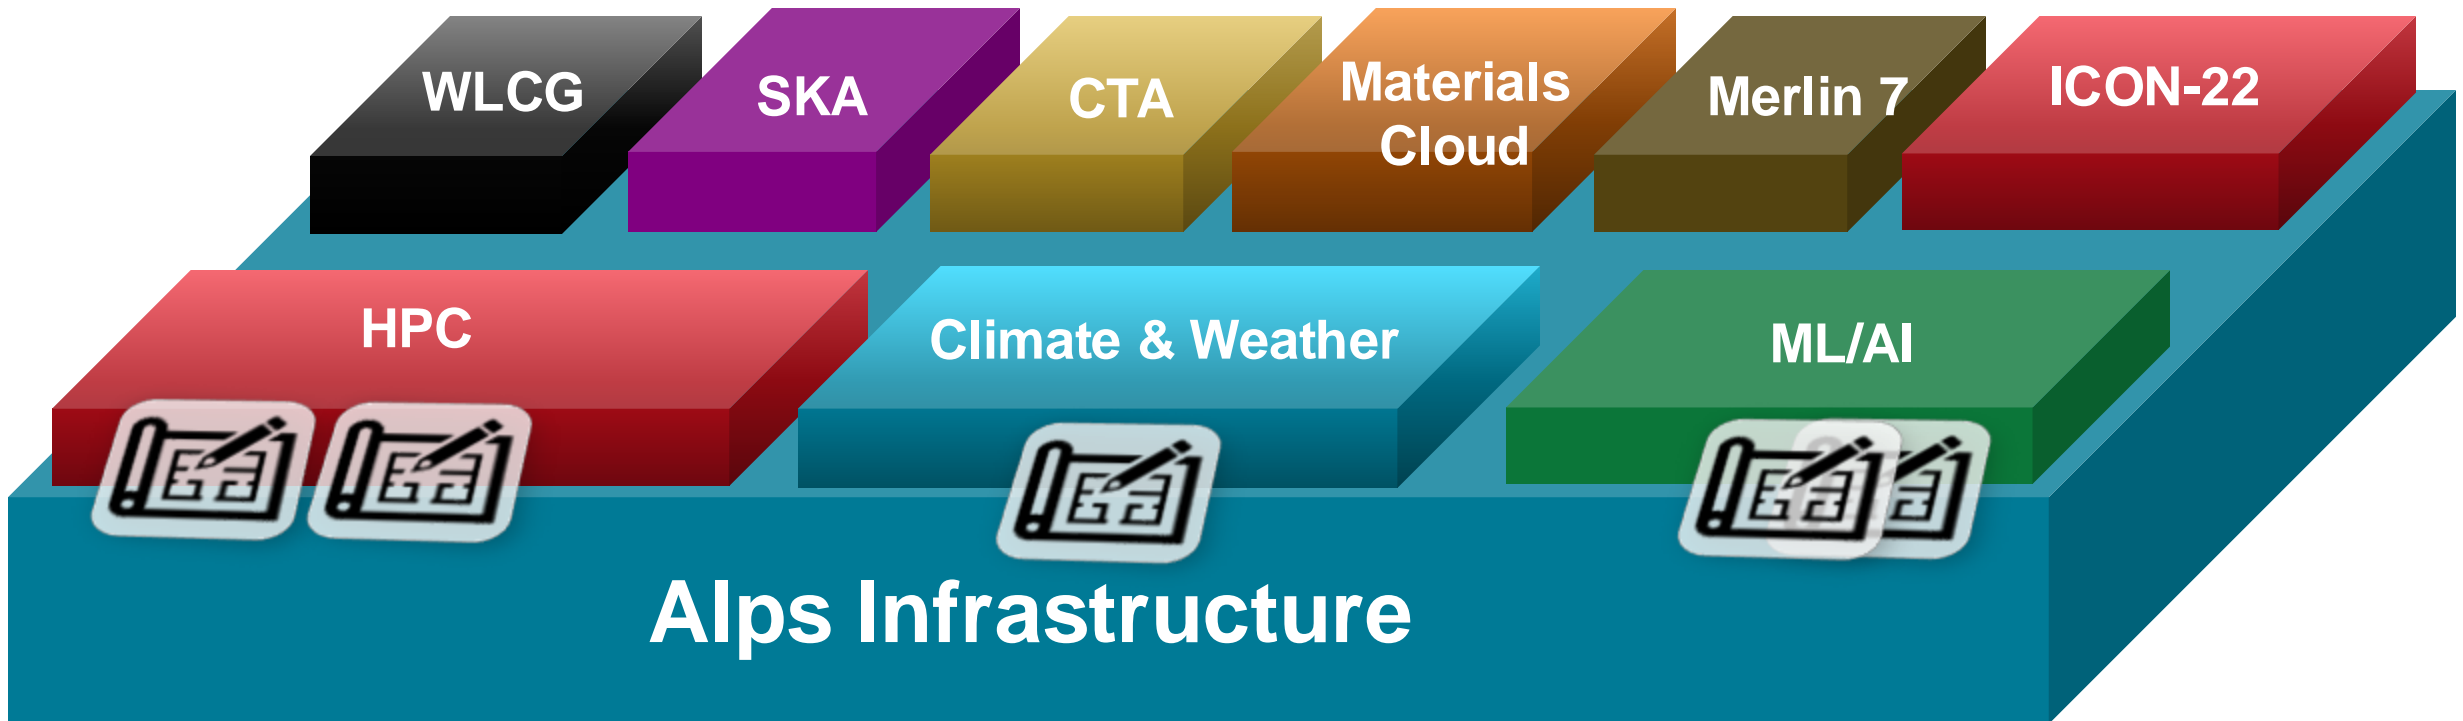 WLCG
SKA
CTA
Materials
Cloud
Merlin 7
ICON-22
HPC
Climate & Weather
ML/AI
Alps Infrastructure